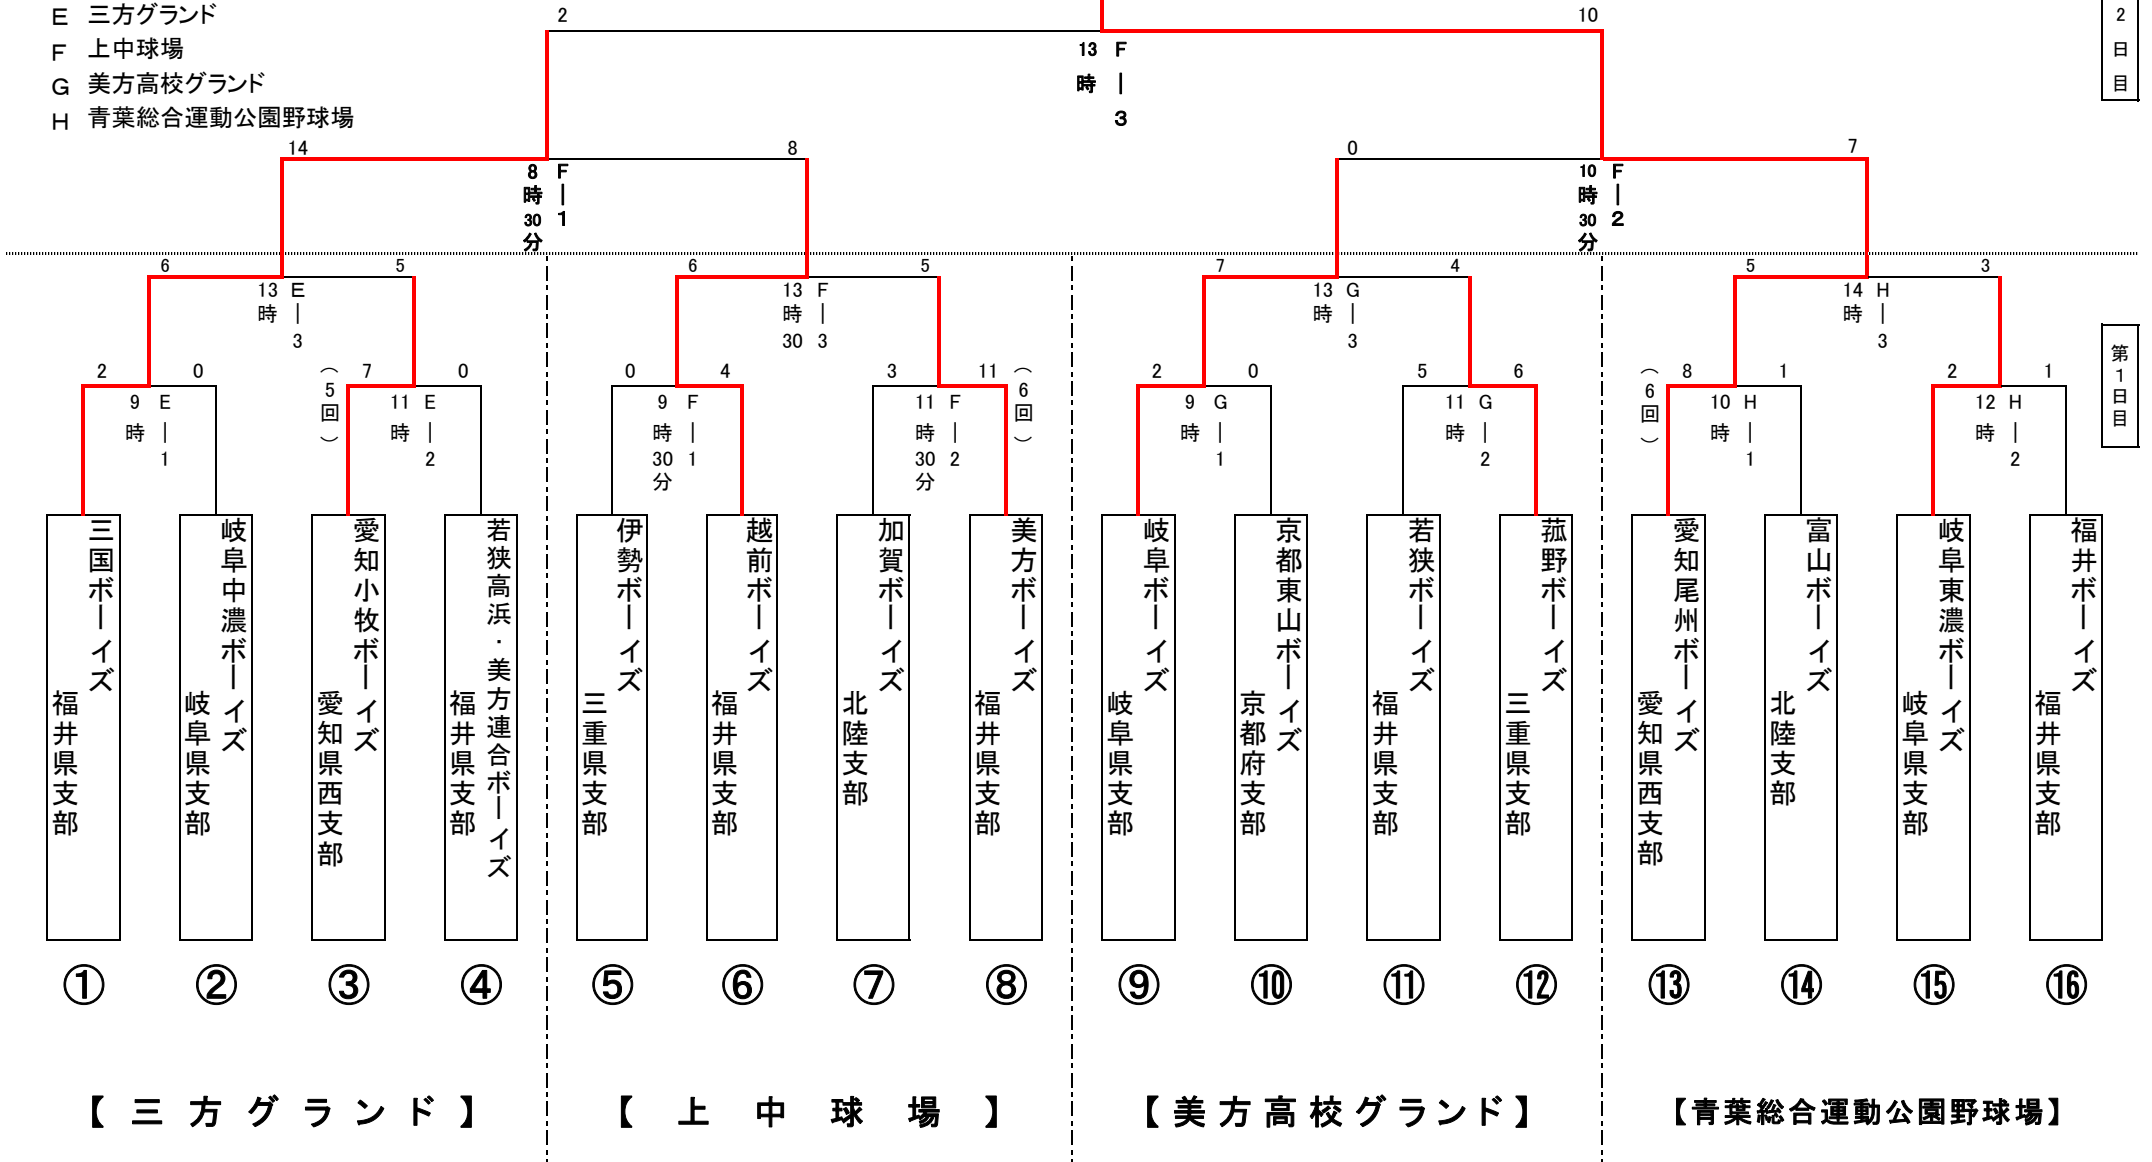 E 三方グランド
F 上中球場
G 美方高校グランド
H 青葉総合運動公園野球場
2日目
2 10
13時 F|3
14 8
8時30分 F|1
0 7
10時30分 F|2
6 5
13時 E|3
6 5
13時30 F|3
7 4
13時 G|3
5 3
14時 H|3
第1日目
2 0
9時 E|1
(5回) 7 0
11時 E|2
0 4
9時30分 F|1
3 11 (6回)
11時30分 F|2
2 0
9時 G|1
5 6
11時 G|2
(6回) 8 1
10時 H|1
2 1
12時 H|2
三国ボーイズ
福井県支部
岐阜中濃ボーイズ
岐阜県支部
愛知小牧ボーイズ
愛知県西支部
若狭高浜・美方連合ボーイズ
福井県支部
伊勢ボーイズ
三重県支部
越前ボーイズ
福井県支部
加賀ボーイズ
北陸支部
美方ボーイズ
福井県支部
岐阜ボーイズ
岐阜県支部
京都東山ボーイズ
京都府支部
若狭ボーイズ
福井県支部
菰野ボーイズ
三重県支部
愛知尾州ボーイズ
愛知県西支部
富山ボーイズ
北陸支部
岐阜東濃ボーイズ
岐阜県支部
福井ボーイズ
福井県支部
① ② ③ ④ ⑤ ⑥ ⑦ ⑧ ⑨ ⑩ ⑪ ⑫ ⑬ ⑭ ⑮ ⑯
【三方グランド】 【上中球場】 【美方高校グランド】 【青葉総合運動公園野球場】